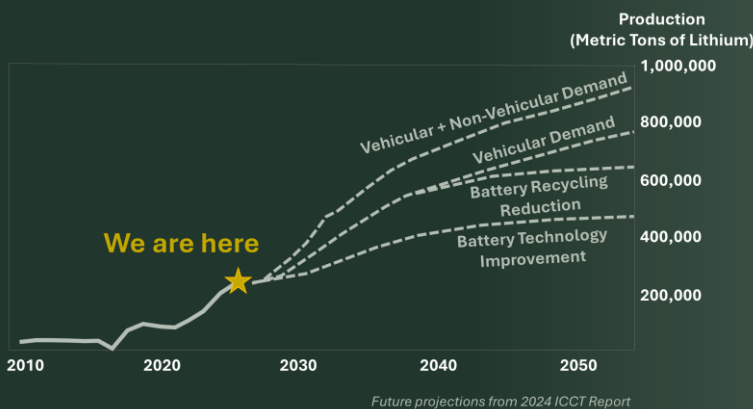 Production
(Metric Tons of Lithium)
1,000,000
Vehicular + Non-Vehicular Demand
800,000
Vehicular Demand
600,000
Battery Recycling
Reduction
We are here
400,000
Battery Technology
Improvement
200,000
2010
2020
2030
2040
2050
Future projections from 2024 ICCT Report